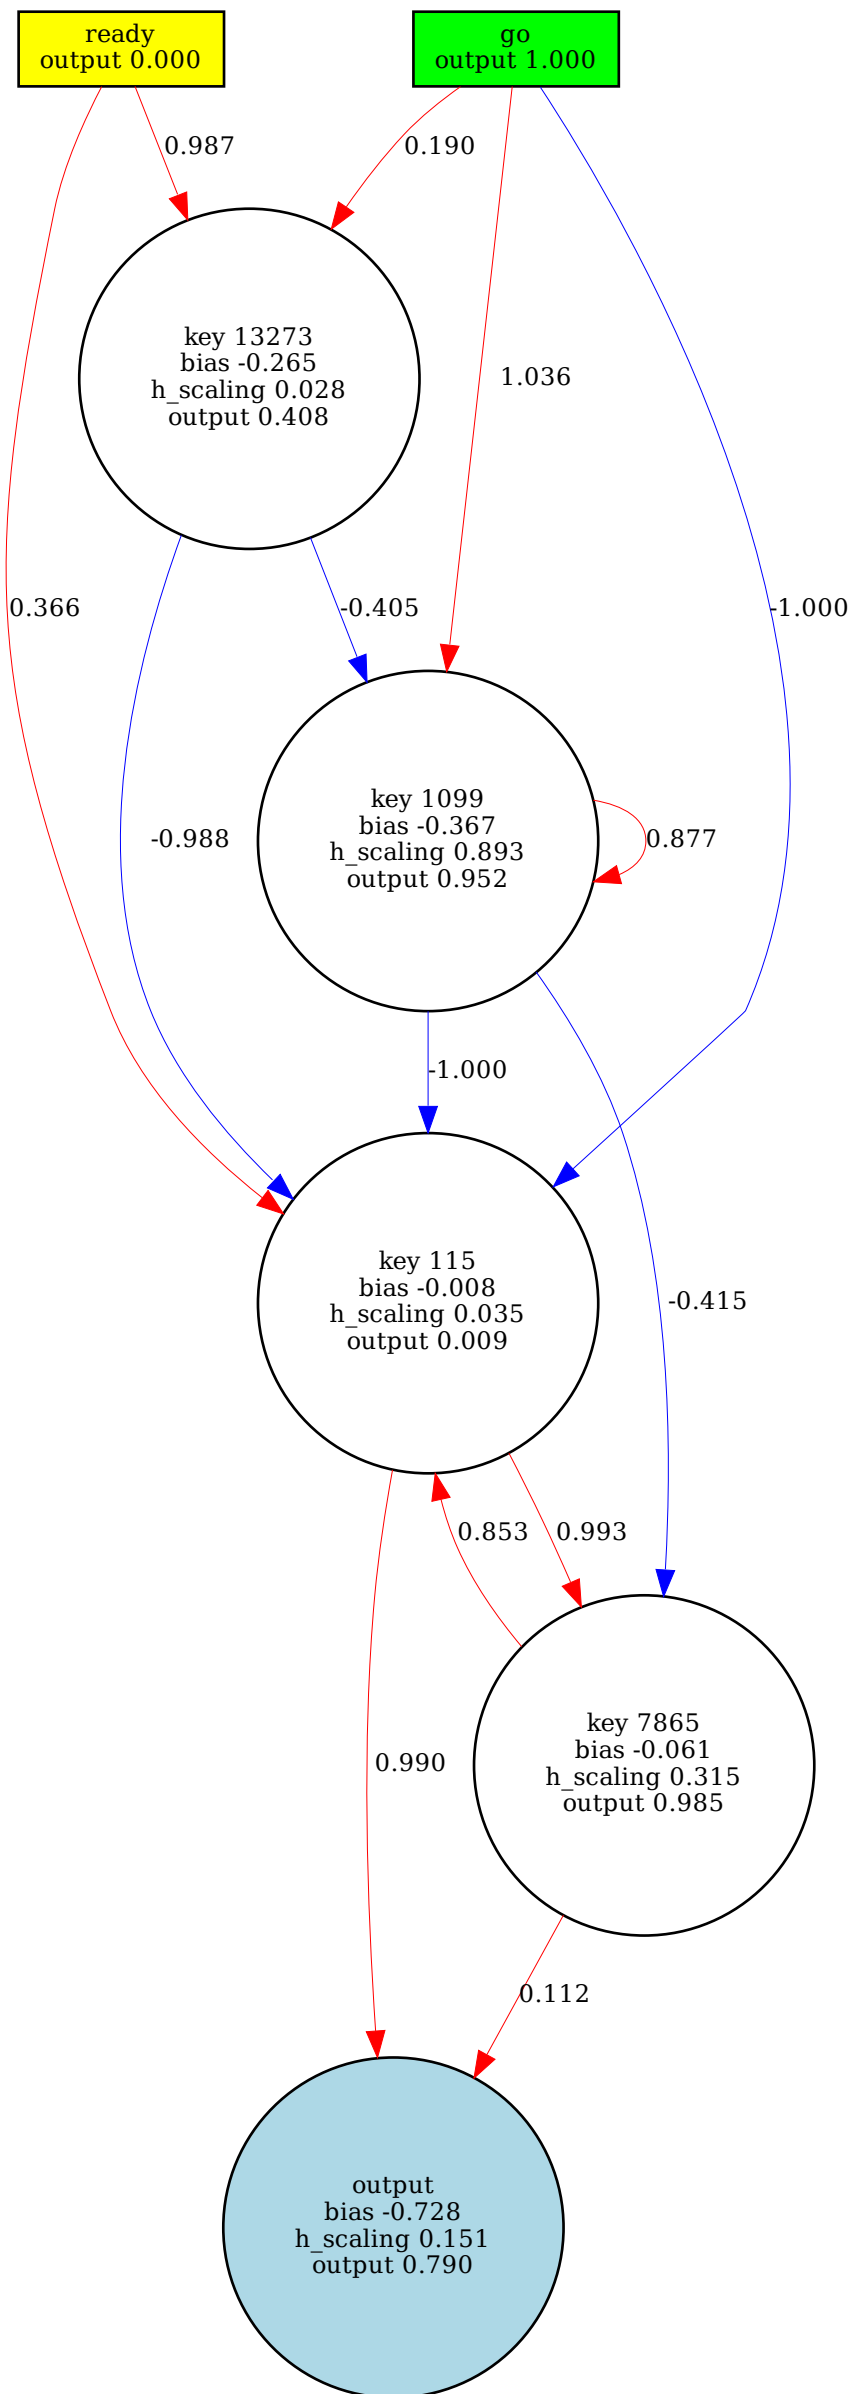 ready
output 0.000
go
output 1.000
0.987
0.190
key 13273
bias -0.265
h_scaling 0.028
output 0.408
1.036
0.366
-0.405
-1.000
key 1099
bias -0.367
h_scaling 0.893
output 0.952
-0.988
0.877
-1.000
key 115
bias -0.008
h_scaling 0.035
output 0.009
-0.415
0.853
0.993
key 7865
bias -0.061
h_scaling 0.315
output 0.985
0.990
0.112
output
bias -0.728
h_scaling 0.151
output 0.790